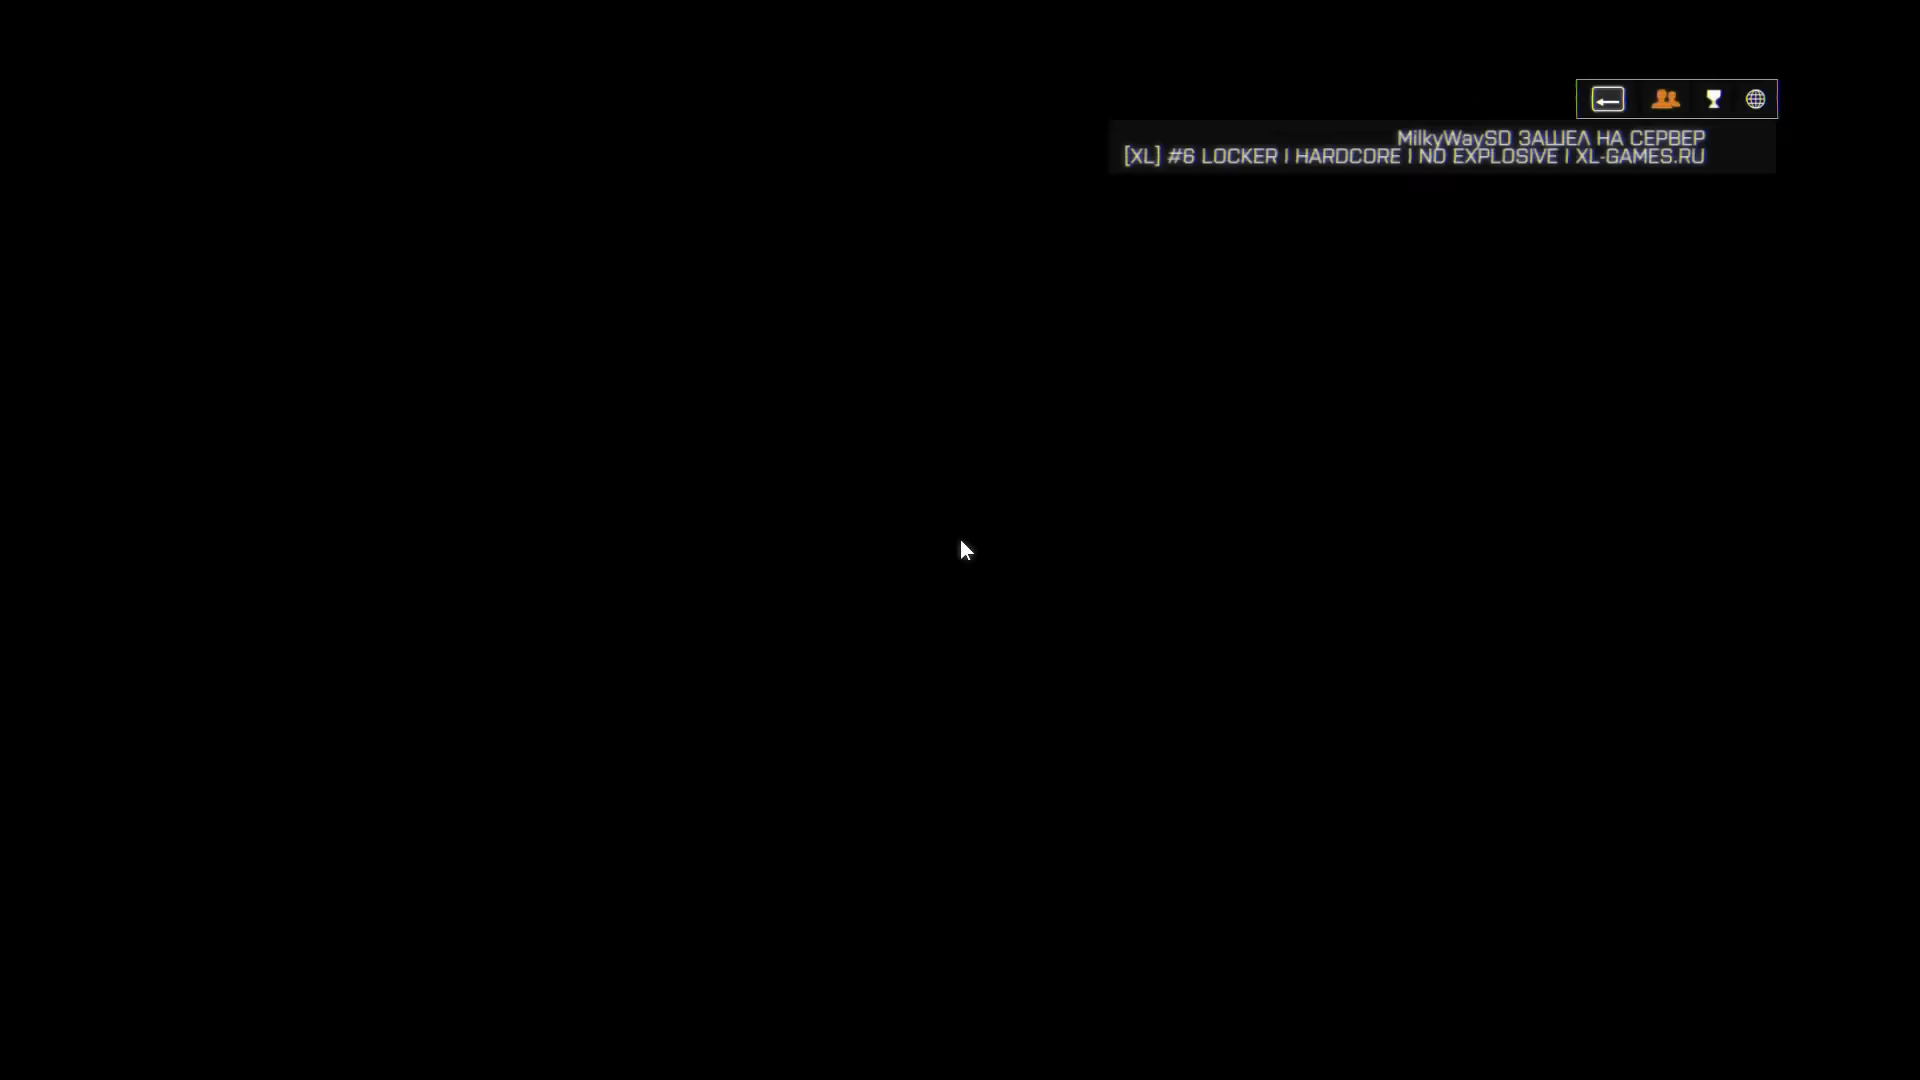 MilkyWaySD ЗАШЕЛ НА СЕРВЕР
[XL] #6 LOCKER | HARDCORE | NO EXPLOSIVE | XL-GAMES.RU